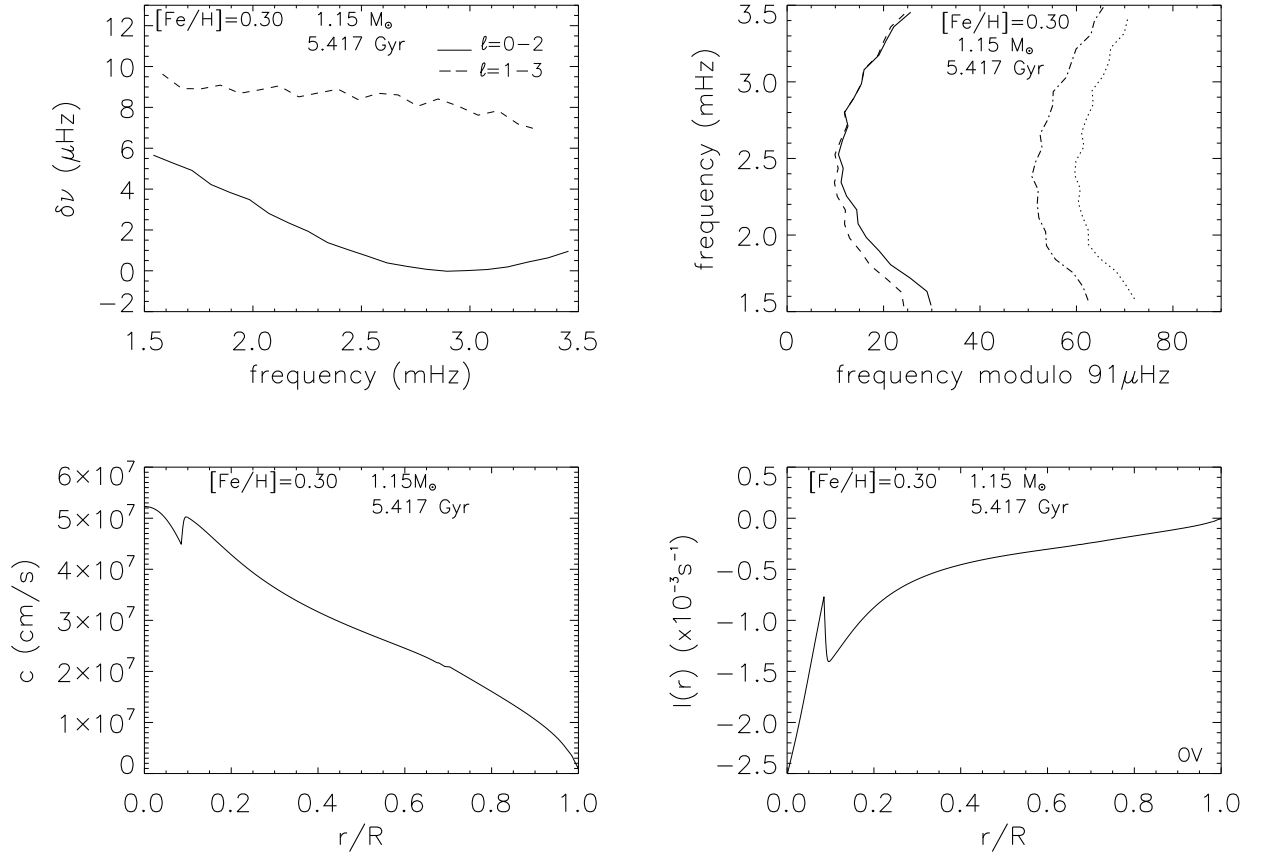 [Fe/H]=0.30 1.15 M⊙
5.417 Gyr
ℓ=0−2
ℓ=1−3
12
10
8
6
4
2
0
−2
δν (μHz)
1.5 2.0 2.5 3.0 3.5
frequency (mHz)
[Fe/H]=0.30
1.15 M⊙
5.417 Gyr
3.5
3.0
2.5
2.0
1.5
frequency (mHz)
0 20 40 60 80
frequency modulo 91μHz
[Fe/H]=0.30 1.15M⊙
5.417 Gyr
6×10⁷
5×10⁷
4×10⁷
3×10⁷
2×10⁷
1×10⁷
0
c (cm/s)
0.0 0.2 0.4 0.6 0.8 1.0
r/R
[Fe/H]=0.30 1.15 M⊙
5.417 Gyr
0.5
0.0
−0.5
−1.0
−1.5
−2.0
−2.5
I(r) (x10⁻³s⁻¹)
OV
0.0 0.2 0.4 0.6 0.8 1.0
r/R